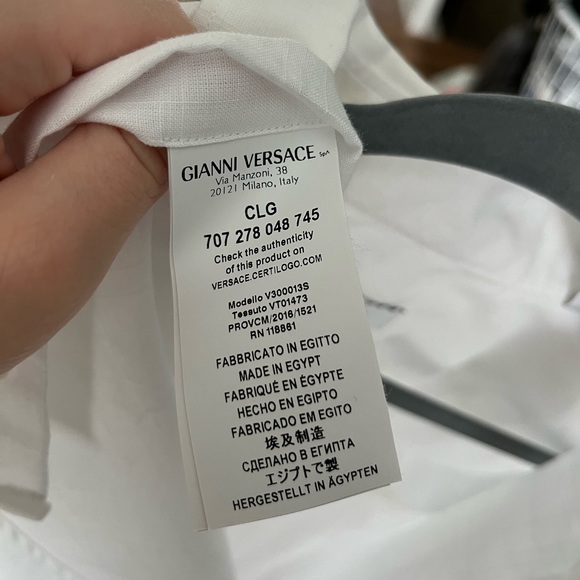 GIANNI VERSACE SpA
Via Manzoni, 38
20121 Milano, Italy
CLG
707 278 048 745
Check the authenticity
of this product on
VERSACE.CERTILOGO.COM
Modello V300013S
Tessuto VT01473
PROVCM/2016/1521
RN 118861
FABBRICATO IN EGITTO
MADE IN EGYPT
FABRIQUÉ EN ÉGYPTE
HECHO EN EGIPTO
FABRICADO EM EGITO
埃及制造
СДЕЛАНО В ЕГИПТА
エジプトで製
HERGESTELLT IN ÄGYPTEN